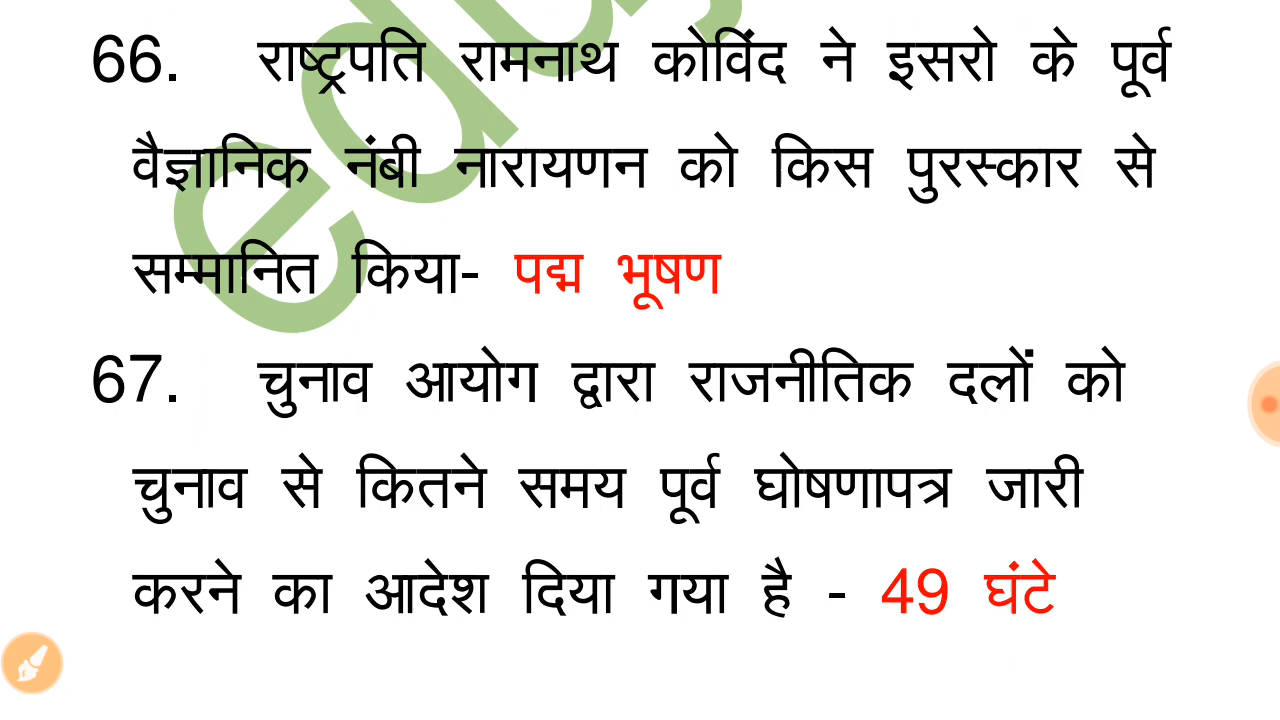 66. राष्ट्रपति रामनाथ कोविंद ने इसरो के पूर्व
वैज्ञानिक नंबी नारायणन को किस पुरस्कार से
सम्मानित किया- पद्म भूषण
67. चुनाव आयोग द्वारा राजनीतिक दलों को
चुनाव से कितने समय पूर्व घोषणापत्र जारी
करने का आदेश दिया गया है - 49 घंटे